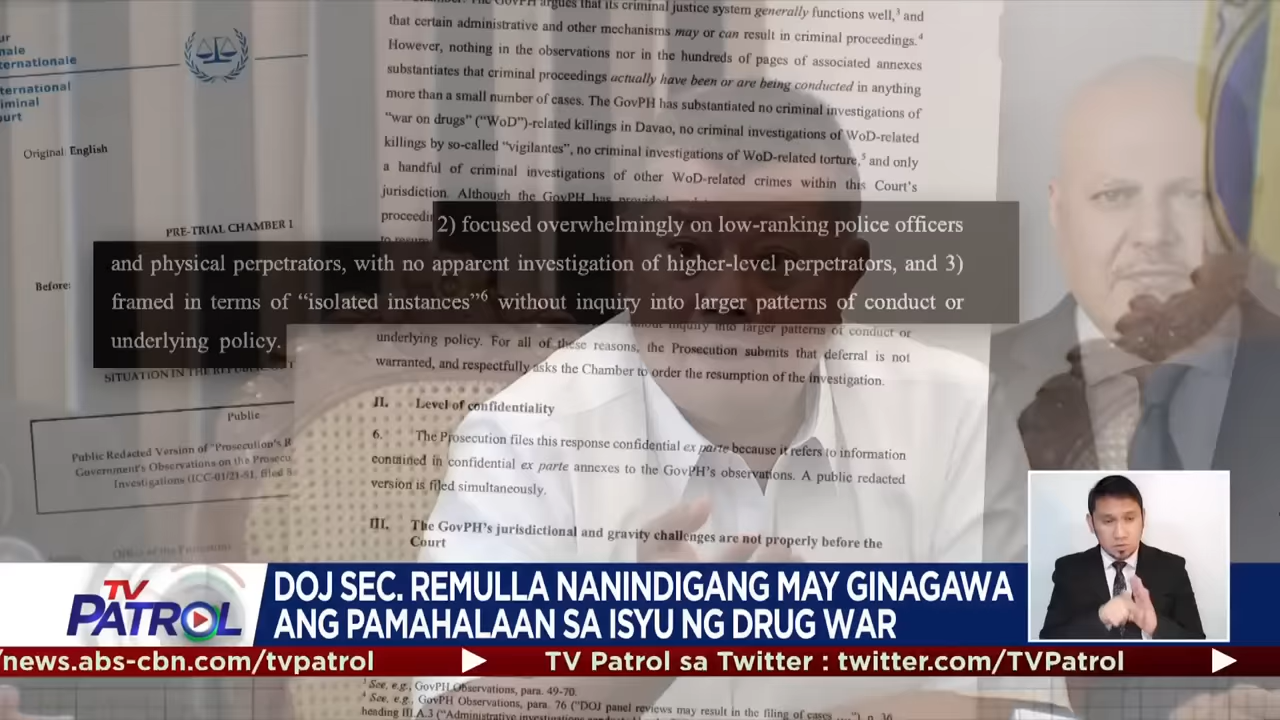 ur
nale
ernationale
ternational
iminal
urt
Original: English
PRE-TRIAL CHAMBER I
Before:
SITUATION IN THE
Public
Public Redacted Version of "Prosecution's R
Government's Observations on the Prosecu
Investigations (ICC-01/21-51, filed
The GovPH argues that its criminal justice system generally functions well,³ and
that certain administrative and other mechanisms may or can result in criminal proceedings.⁴
However, nothing in the observations nor in the hundreds of pages of associated annexes
substantiates that criminal proceedings actually have been or are being conducted in anything
more than a small number of cases. The GovPH has substantiated no criminal investigations of
"war on drugs" ("WoD")-related killings in Davao, no criminal investigations of WoD-related
killings by so-called "vigilantes", no criminal investigations of WoD-related torture,⁵ and only
a handful of criminal investigations of other WoD-related crimes within this Court's
jurisdiction. Although the GovPH has
proceedi
2) focused overwhelmingly on low-ranking police officers
and physical perpetrators, with no apparent investigation of higher-level perpetrators, and 3)
framed in terms of "isolated instances"⁶ without inquiry into larger patterns of conduct or
underlying policy.
without inquiry into larger patterns of conduct or
underlying policy. For all of these reasons, the Prosecution submits that deferral is not
warranted, and respectfully asks the Chamber to order the resumption of the investigation.
II. Level of confidentiality
6. The Prosecution files this response confidential ex parte because it refers to information
contained in confidential ex parte annexes to the GovPH's observations. A public redacted
version is filed simultaneously.
III. The GovPH's jurisdictional and gravity challenges are not properly before the
Court
TV
PATROL
DOJ SEC. REMULLA NANINDIGANG MAY GINAGAWA
ANG PAMAHALAAN SA ISYU NG DRUG WAR
/news.abs-cbn.com/tvpatrol TV Patrol sa Twitter : twitter.com/TVPatrol
³ See, e.g., GovPH Observations, para. 49-70.
⁴ See, e.g., GovPH Observations, para. 76 ("DOJ panel reviews may result in the filing of cases
heading III.A.3 ("Administrative